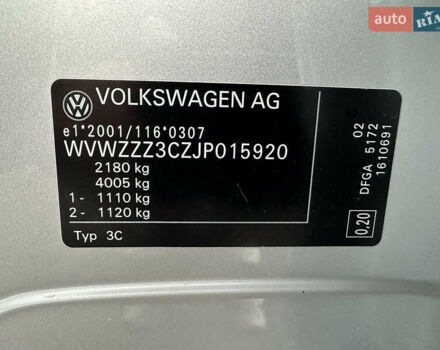 auto RIA
VOLKSWAGEN AG
e1*2001/116*0307
WVWZZZ3CZJP015920
2180 kg
4005 kg
1 - 1110 kg
2 - 1120 kg
Typ 3C
DFGA 5172 02
1610691
0,20